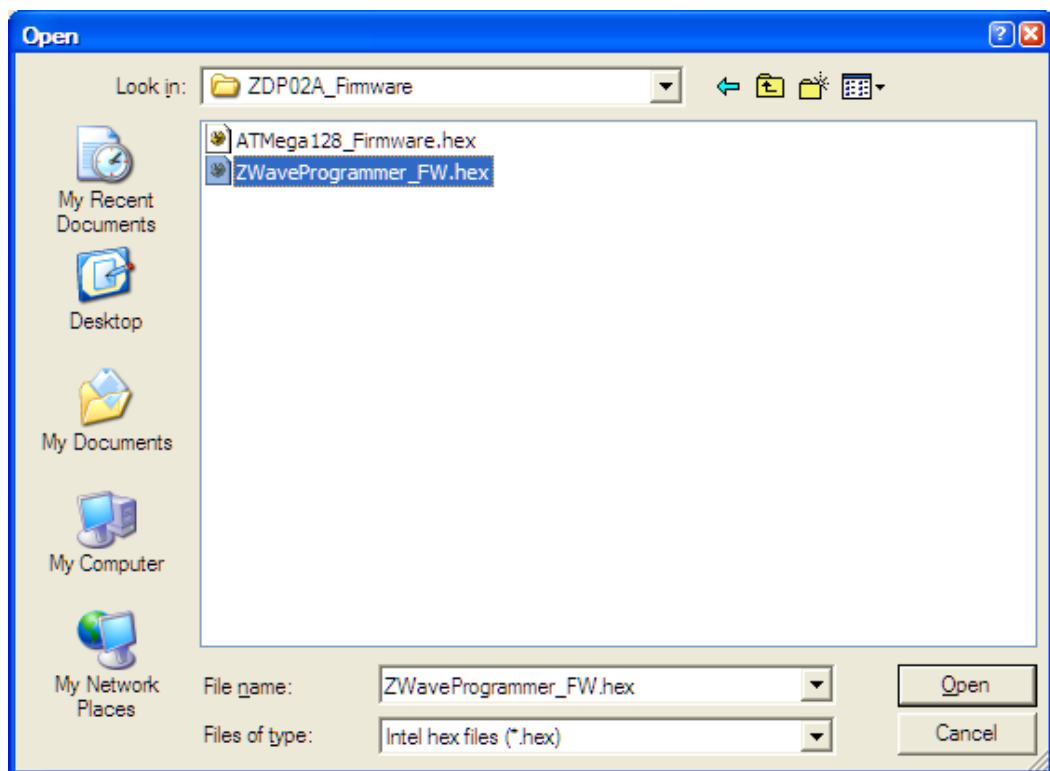 Open
Look in:
ZDP02A_Firmware
ATMega128_Firmware.hex
ZWaveProgrammer_FW.hex
My Recent
Documents
Desktop
My Documents
My Computer
My Network
Places
File name:
ZWaveProgrammer_FW.hex
Open
Files of type:
Intel hex files (*.hex)
Cancel